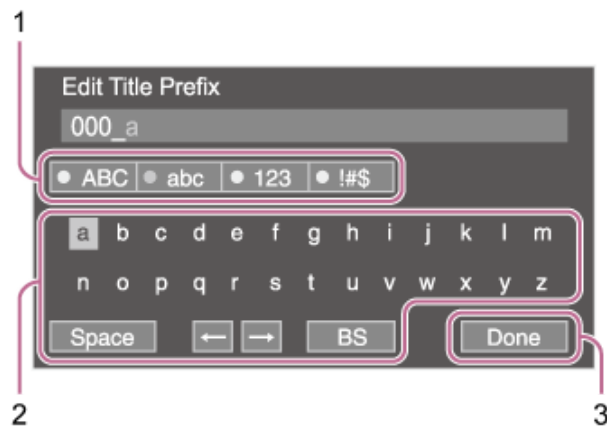 1
Edit Title Prefix
000_a
ABC abc 123 !#$
a b c d e f g h i j k l m
n o p q r s t u v w x y z
Space ← → BS Done
2 3